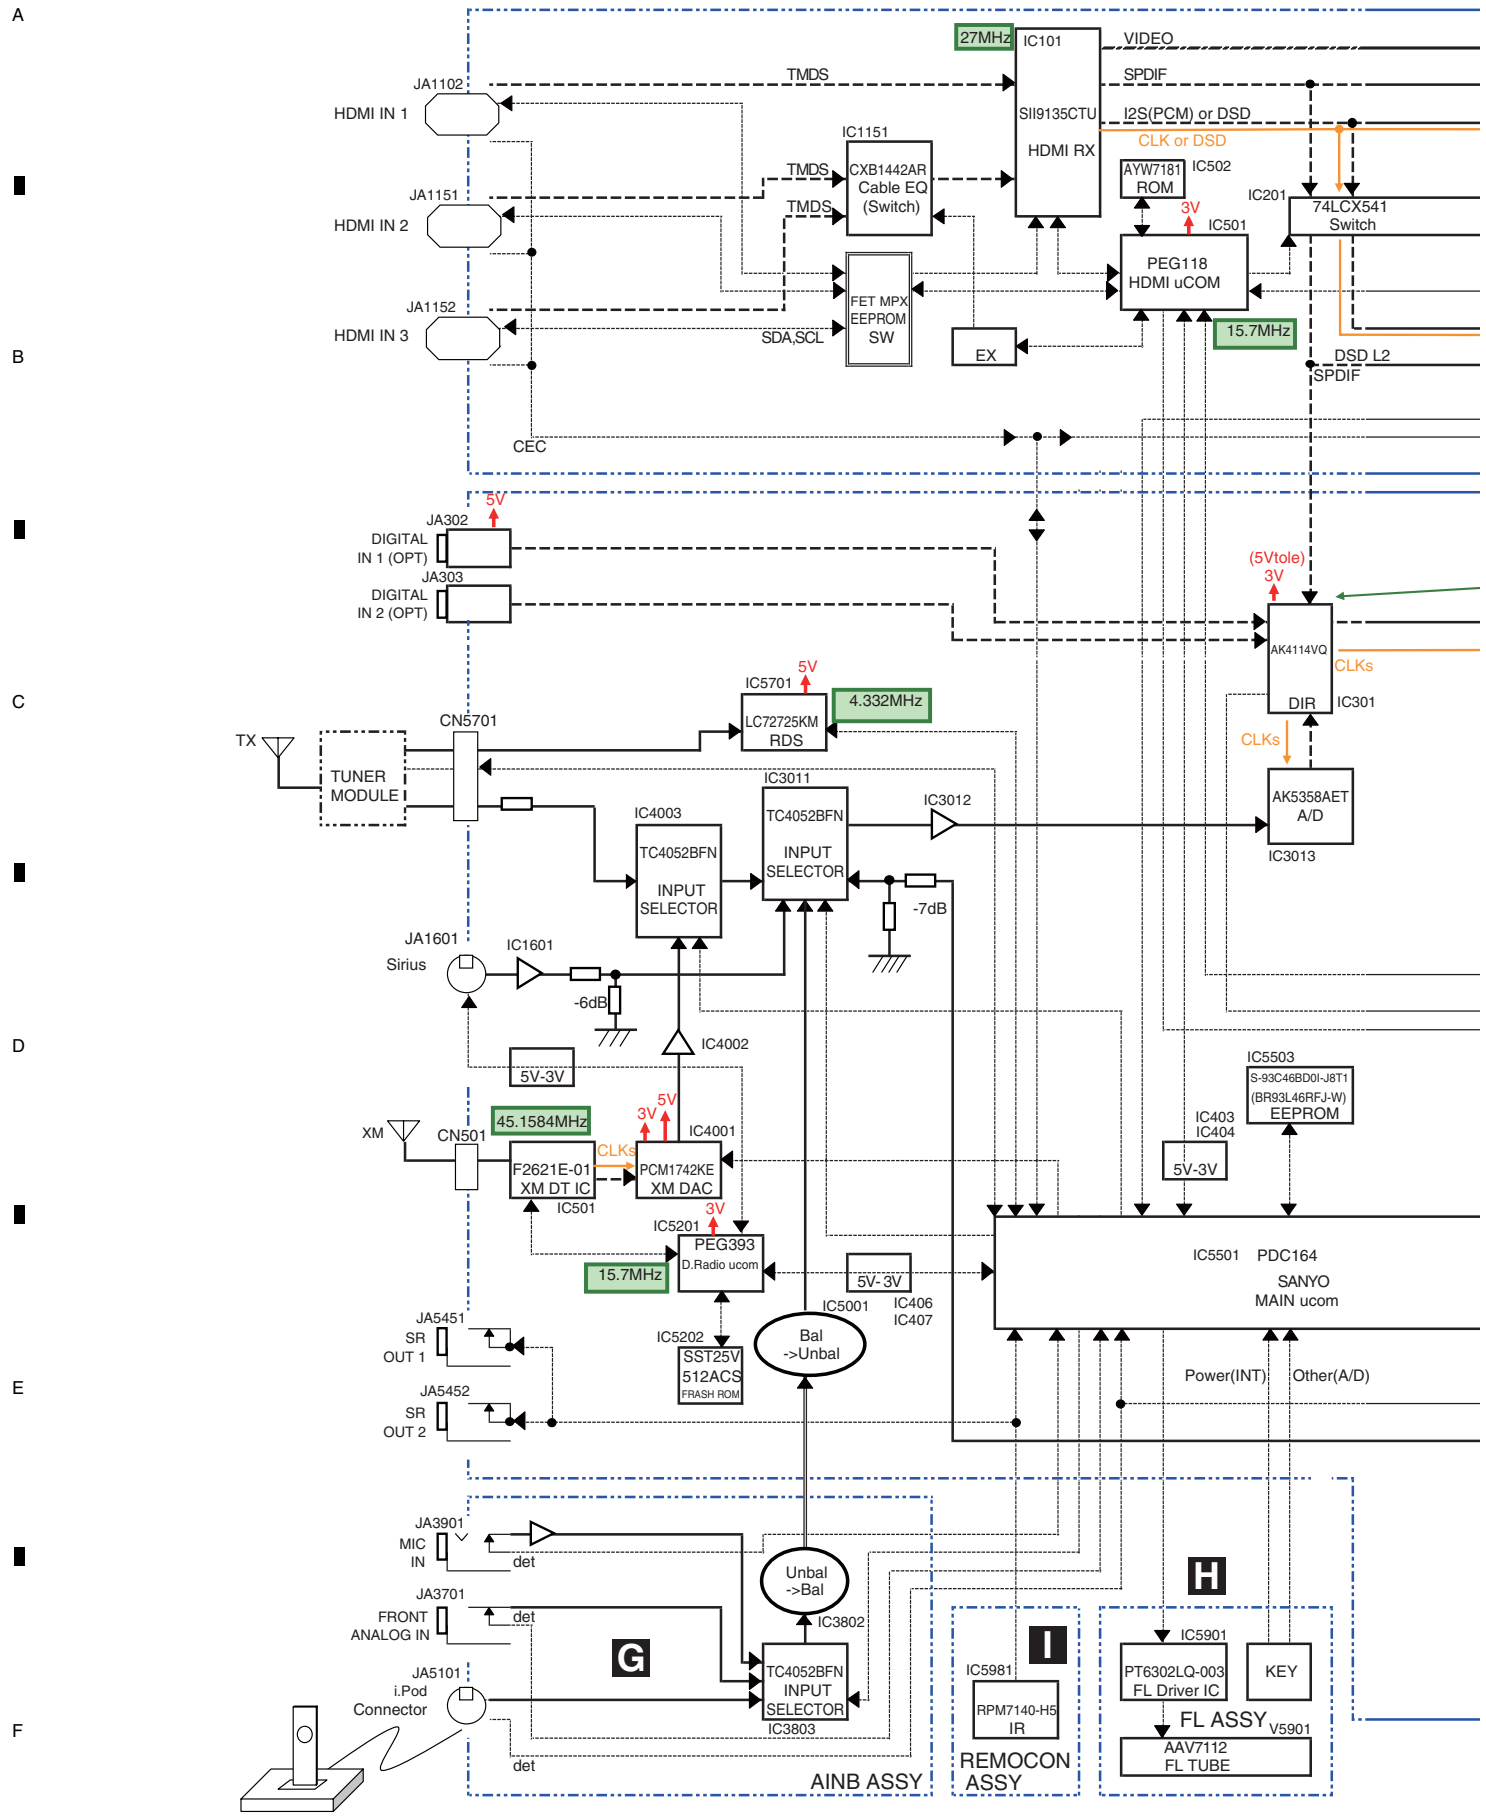 A
27MHz
IC101
VIDEO
JA1102
TMDS
SPDIF
HDMI IN 1
SII9135CTU
I2S(PCM) or DSD
IC1151
CLK or DSD
HDMI RX
CXB1442AR
Cable EQ
(Switch)
TMDS
AYW7181
ROM
IC502
JA1151
TMDS
3V
IC201
74LCX541
Switch
HDMI IN 2
IC501
PEG118
HDMI uCOM
JA1152
FET MPX
EEPROM
SW
HDMI IN 3
SDA,SCL
15.7MHz
B
EX
DSD L2
SPDIF
CEC
5V
JA302
DIGITAL
IN 1 (OPT)
(5Vtole)
3V
JA303
DIGITAL
IN 2 (OPT)
AK4114VQ
CLKs
5V
IC5701
4.332MHz
C
DIR
IC301
CN5701
LC72725KM
RDS
TX
CLKs
TUNER
MODULE
IC3011
IC3012
AK5358AET
A/D
IC4003
TC4052BFN
IC3013
TC4052BFN
INPUT
SELECTOR
INPUT
SELECTOR
-7dB
JA1601
IC1601
Sirius
-6dB
D
IC4002
IC5503
5V-3V
S-93C46BD0I-J8T1
(BR93L46RFJ-W)
EEPROM
5V
3V
45.1584MHz
IC403
IC404
XM
CN501
IC4001
CLKs
F2621E-01
XM DT IC
PCM1742KE
XM DAC
5V-3V
IC501
3V
IC5201
PEG393
D.Radio ucom
IC5501 PDC164
SANYO
MAIN ucom
15.7MHz
5V- 3V
IC5001
IC406
IC407
JA5451
SR
OUT 1
IC5202
Bal
->Unbal
SST25V
512ACS
FRASH ROM
Power(INT)
Other(A/D)
E
JA5452
SR
OUT 2
JA3901
MIC
IN
det
Unbal
->Bal
H
JA3701
det
FRONT
ANALOG IN
IC3802
G
I
IC5901
JA5101
i.Pod
Connector
TC4052BFN
INPUT
SELECTOR
IC3803
IC5981
RPM7140-H5
IR
PT6302LQ-003
FL Driver IC
KEY
F
FL ASSY
V5901
det
REMOCON
ASSY
AAV7112
FL TUBE
AINB ASSY